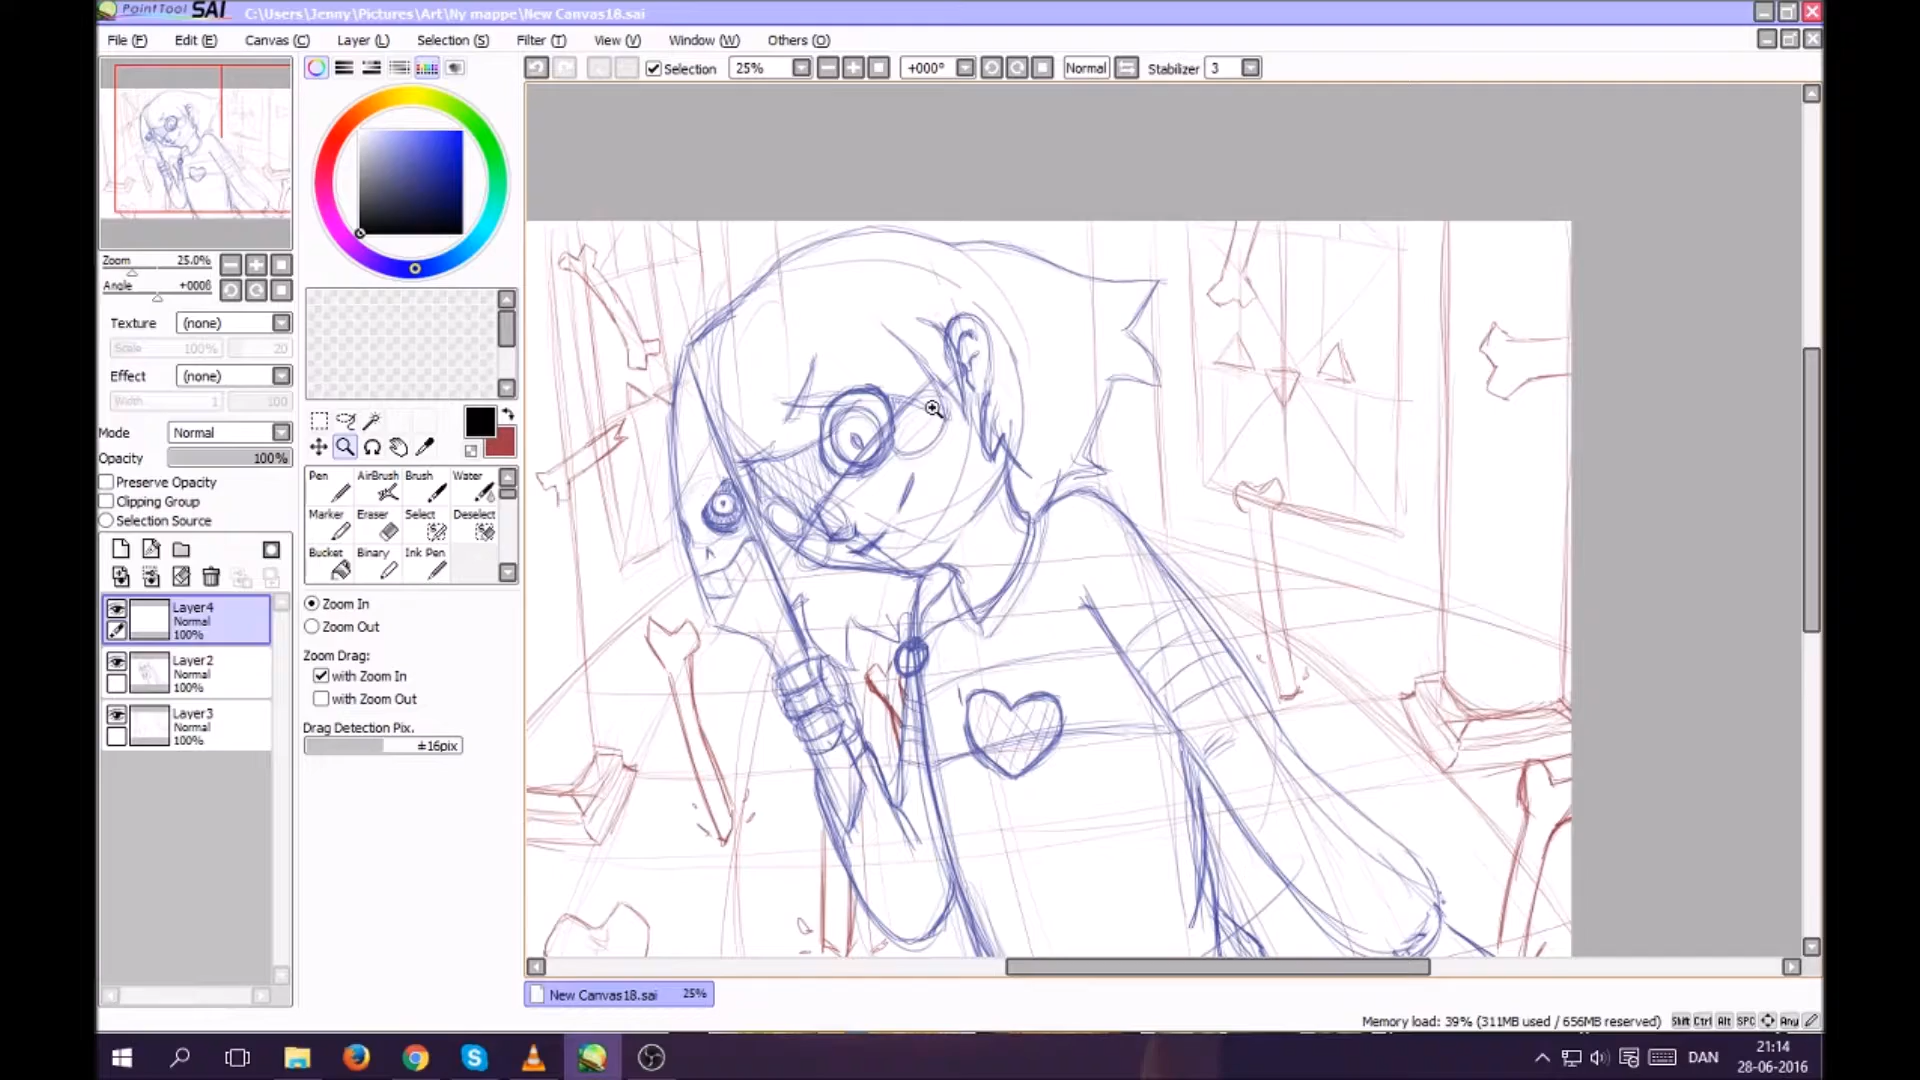 PaintTool SAI C:\Users\Jenny\Pictures\Art\Ny mappe\New Canvas18.sai
File (F) Edit (E) Canvas (C) Layer (L) Selection (S) Filter (T) View (V) Window (W) Others (O)
Selection 25% +000° Normal Stabilizer 3
Zoom 25.0%
Angle +000ß
Texture (none)
Scale 100% 20
Effect (none)
Width 1 100
Mode Normal
Opacity 100%
Preserve Opacity
Clipping Group
Selection Source
Layer4
Normal
100%
Layer2
Normal
100%
Layer3
Normal
100%
Pen AirBrush Brush Water
Marker Eraser Select Deselect
Bucket Binary Ink Pen
Zoom In
Zoom Out
Zoom Drag:
with Zoom In
with Zoom Out
Drag Detection Pix.
±16pix
New Canvas18.sai 25%
Memory load: 39% (311MB used / 656MB reserved) Shift Ctrl Alt SPC Any
DAN
21:14
28-06-2016